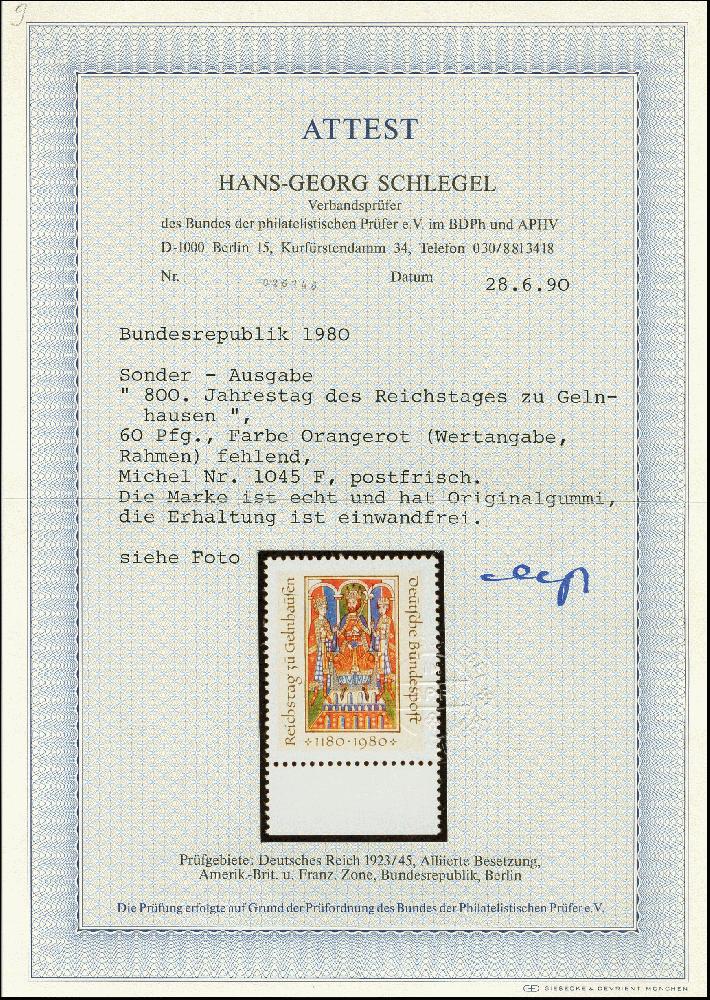 9
ATTEST
HANS-GEORG SCHLEGEL
Verbandsprüfer
des Bundes der philatelistischen Prüfer e.V. im BDPh und APHV
D-1000 Berlin 15, Kurfürstendamm 34, Telefon 030/8813418
Nr. Datum 28.6.90
Bundesrepublik 1980
Sonder - Ausgabe
" 800. Jahrestag des Reichstages zu Geln-
hausen ",
60 Pfg., Farbe Orangerot (Wertangabe,
Rahmen) fehlend,
Michel Nr. 1045 F, postfrisch.
Die Marke ist echt und hat Originalgummi,
die Erhaltung ist einwandfrei.
siehe Foto
Reichstag zu Gelnhausen
Deutsche Bundespost
+1180·1980+
Prüfgebiete: Deutsches Reich 1923/45, Alliierte Besetzung,
Amerik.-Brit. u. Franz. Zone, Bundesrepublik, Berlin
Die Prüfung erfolgte auf Grund der Prüfordnung des Bundes der Philatelistischen Prüfer e.V.
GIESECKE & DEVRIENT MÜNCHEN